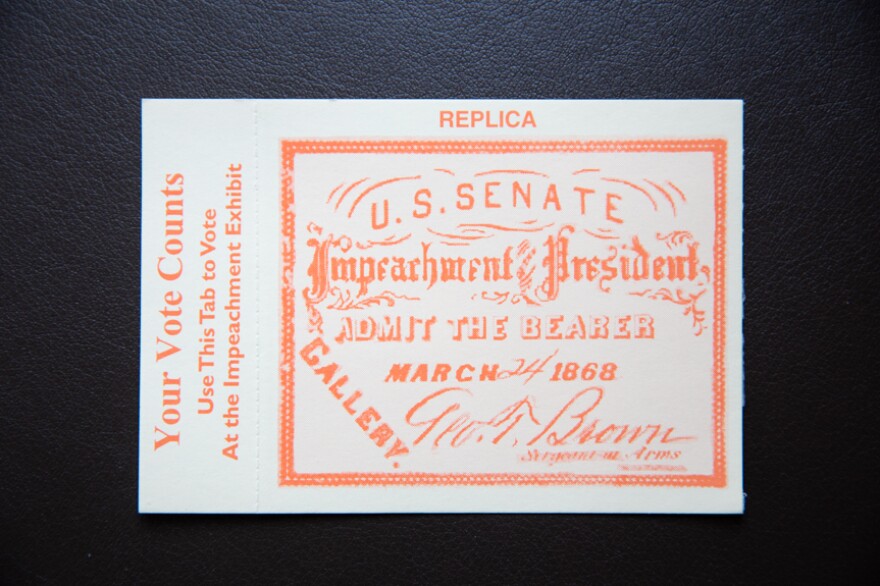 Your Vote Counts
Use This Tab to Vote
At the Impeachment Exhibit
REPLICA
U.S. SENATE
Impeachment of the President
ADMIT THE BEARER
GALLERY.
MARCH 24 1868
Geo. T. Brown
Sergeant-at-Arms